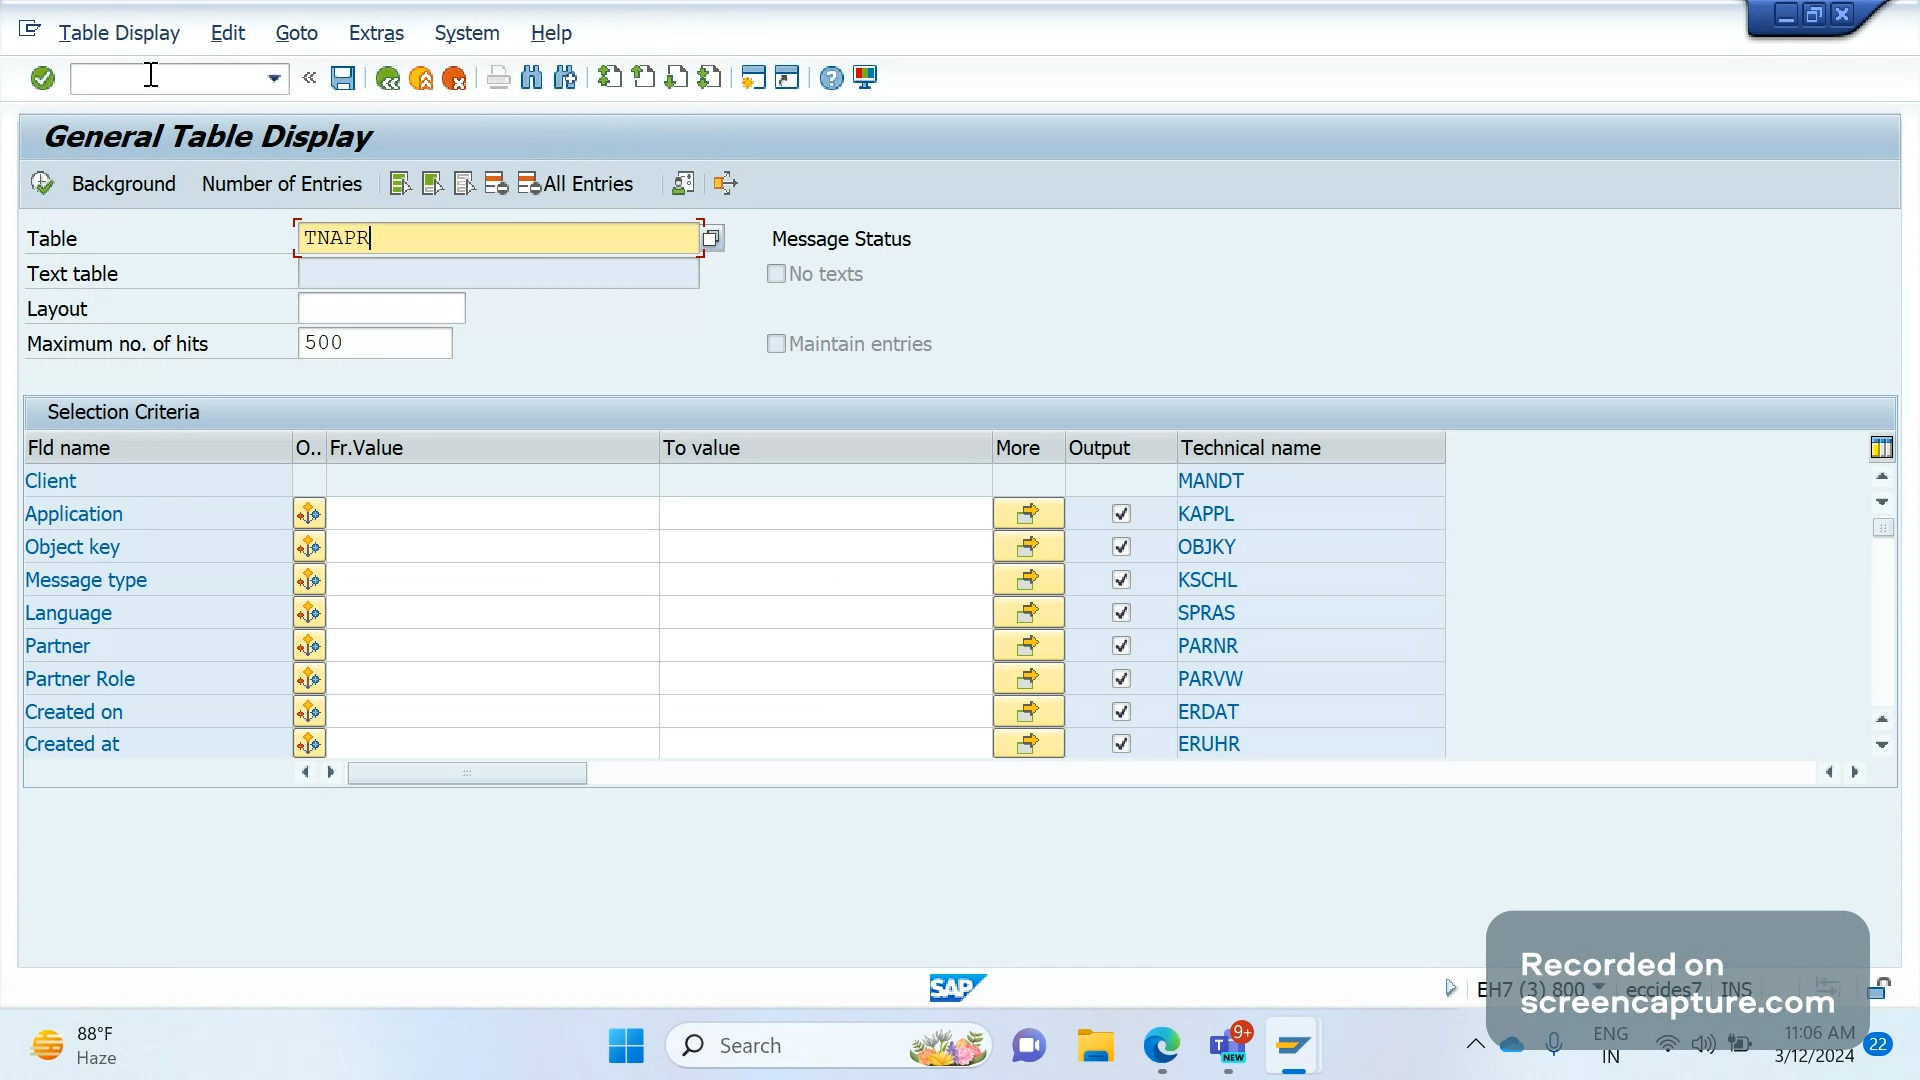 Table Display Edit Goto Extras System Help
General Table Display
Background Number of Entries All Entries
Table TNAPR Message Status
Text table No texts
Layout
Maximum no. of hits 500 Maintain entries
Selection Criteria
Fld name O.. Fr.Value To value More Output Technical name
Client MANDT
Application KAPPL
Object key OBJKY
Message type KSCHL
Language SPRAS
Partner PARNR
Partner Role PARVW
Created on ERDAT
Created at ERUHR
SAP
EH7 (3) 800 eccides7 INS
Recorded on
screencapture.com
88°F
Haze
Search
9+
NEW
ENG
IN
11:06 AM
3/12/2024
22